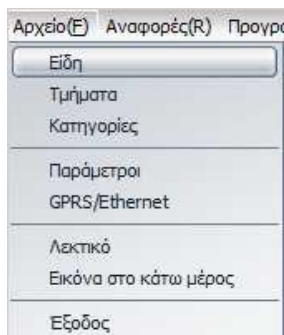 Αρχείο(F) Αναφορές(R)
Είδη
Τμήματα
Κατηγορίες
Παράμετροι
GPRS/Ethernet
Λεκτικό
Εικόνα στο κάτω μέρος
Έξοδος